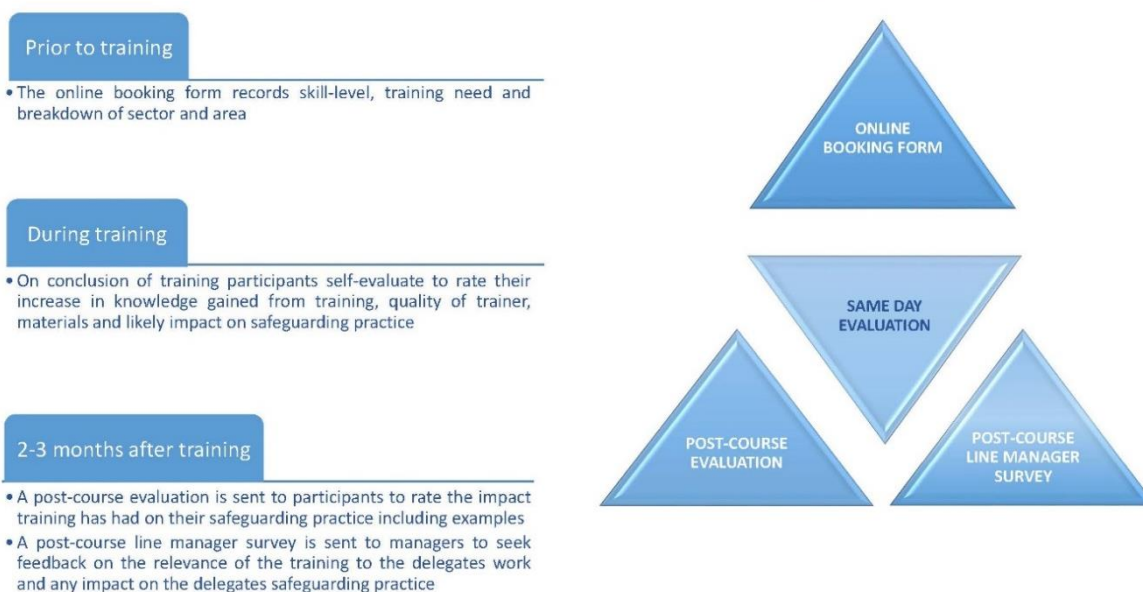 Prior to training
• The online booking form records skill-level, training need and
breakdown of sector and area
During training
• On conclusion of training participants self-evaluate to rate their
increase in knowledge gained from training, quality of trainer,
materials and likely impact on safeguarding practice
2-3 months after training
• A post-course evaluation is sent to participants to rate the impact
training has had on their safeguarding practice including examples
• A post-course line manager survey is sent to managers to seek
feedback on the relevance of the training to the delegates work
and any impact on the delegates safeguarding practice
ONLINE
BOOKING FORM
SAME DAY
EVALUATION
POST-COURSE
EVALUATION
POST-COURSE
LINE MANAGER
SURVEY